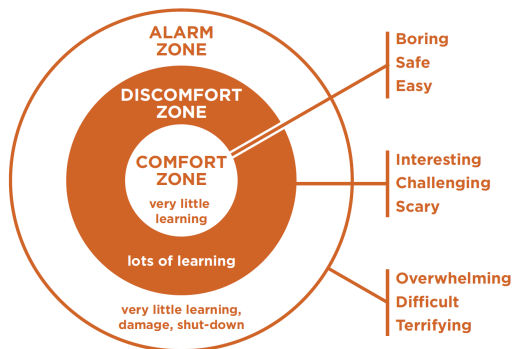 ALARM
ZONE
DISCOMFORT
ZONE
COMFORT
ZONE
very little
learning
lots of learning
very little learning,
damage, shut-down
Boring
Safe
Easy
Interesting
Challenging
Scary
Overwhelming
Difficult
Terrifying